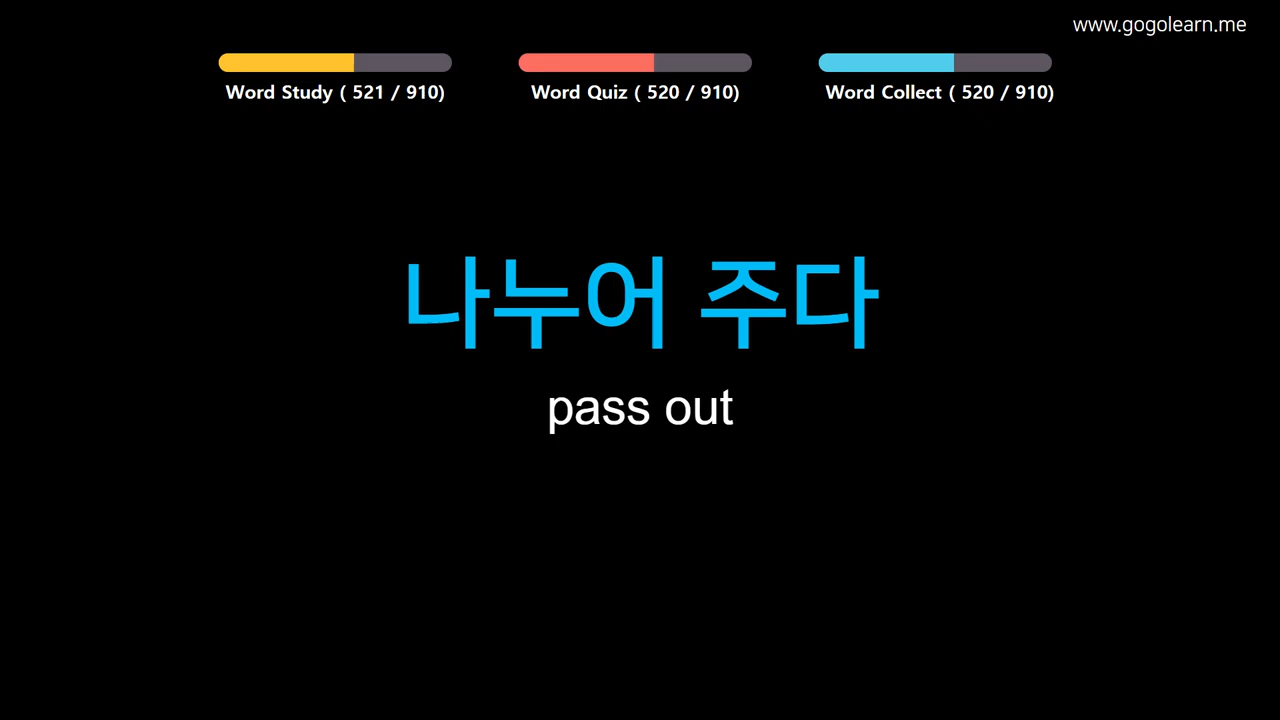 www.gogolearn.me
Word Study ( 521 / 910)
Word Quiz ( 520 / 910)
Word Collect ( 520 / 910)
나누어 주다
pass out